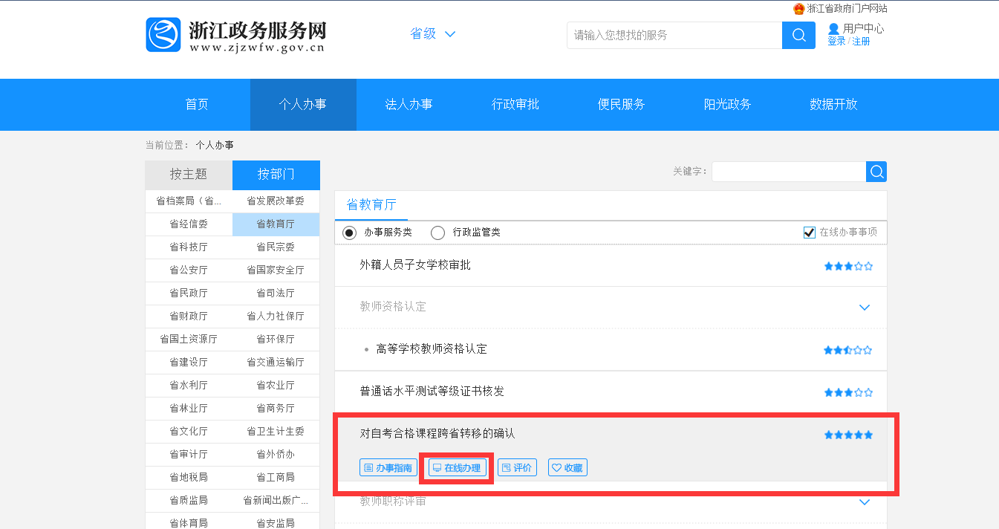 浙江省政府门户网站
浙江政务服务网
www.zjzwfw.gov.cn
省级
请输入您想找的服务
用户中心
登录 / 注册
首页
个人办事
法人办事
行政审批
便民服务
阳光政务
数据开放
当前位置： 个人办事
按主题 按部门
省档案局（省... 省发展改革委
省经信委 省教育厅
省科技厅 省民宗委
省公安厅 省国家安全厅
省民政厅 省司法厅
省财政厅 省人力社保厅
省国土资源厅 省环保厅
省建设厅 省交通运输厅
省水利厅 省农业厅
省林业厅 省商务厅
省文化厅 省卫生计生委
省审计厅 省外侨办
省地税局 省工商局
省质监局 省新闻出版广...
省体育局 省安监局
关键字：
省教育厅
办事服务类 行政监管类 在线办事事项
外籍人员子女学校审批
教师资格认定
高等学校教师资格认定
普通话水平测试等级证书核发
对自考合格课程跨省转移的确认
办事指南 在线办理 评价 收藏
教师职称评审